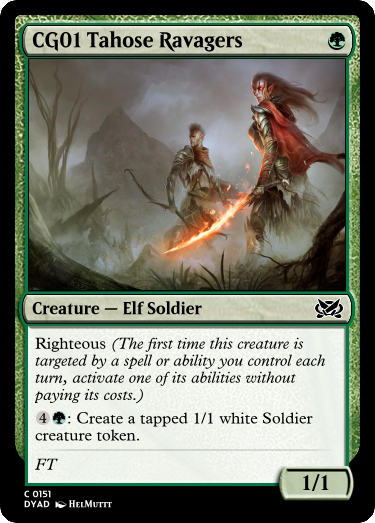 CG01 Tahose Ravagers
Creature — Elf Soldier
Righteous (The first time this creature is
targeted by a spell or ability you control each
turn, activate one of its abilities without
paying its costs.)
4: Create a tapped 1/1 white Soldier
creature token.
FT
1/1
C 0151
DYAD HELMUTTT